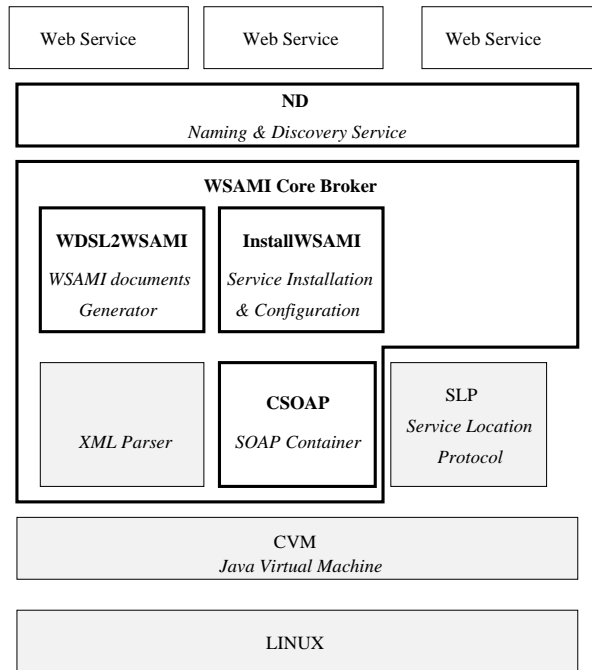 Web Service
Web Service
Web Service
ND
Naming & Discovery Service
WSAMI Core Broker
WDSL2WSAMI
WSAMI documents
Generator
InstallWSAMI
Service Installation
& Configuration
XML Parser
CSOAP
SOAP Container
SLP
Service Location
Protocol
CVM
Java Virtual Machine
LINUX